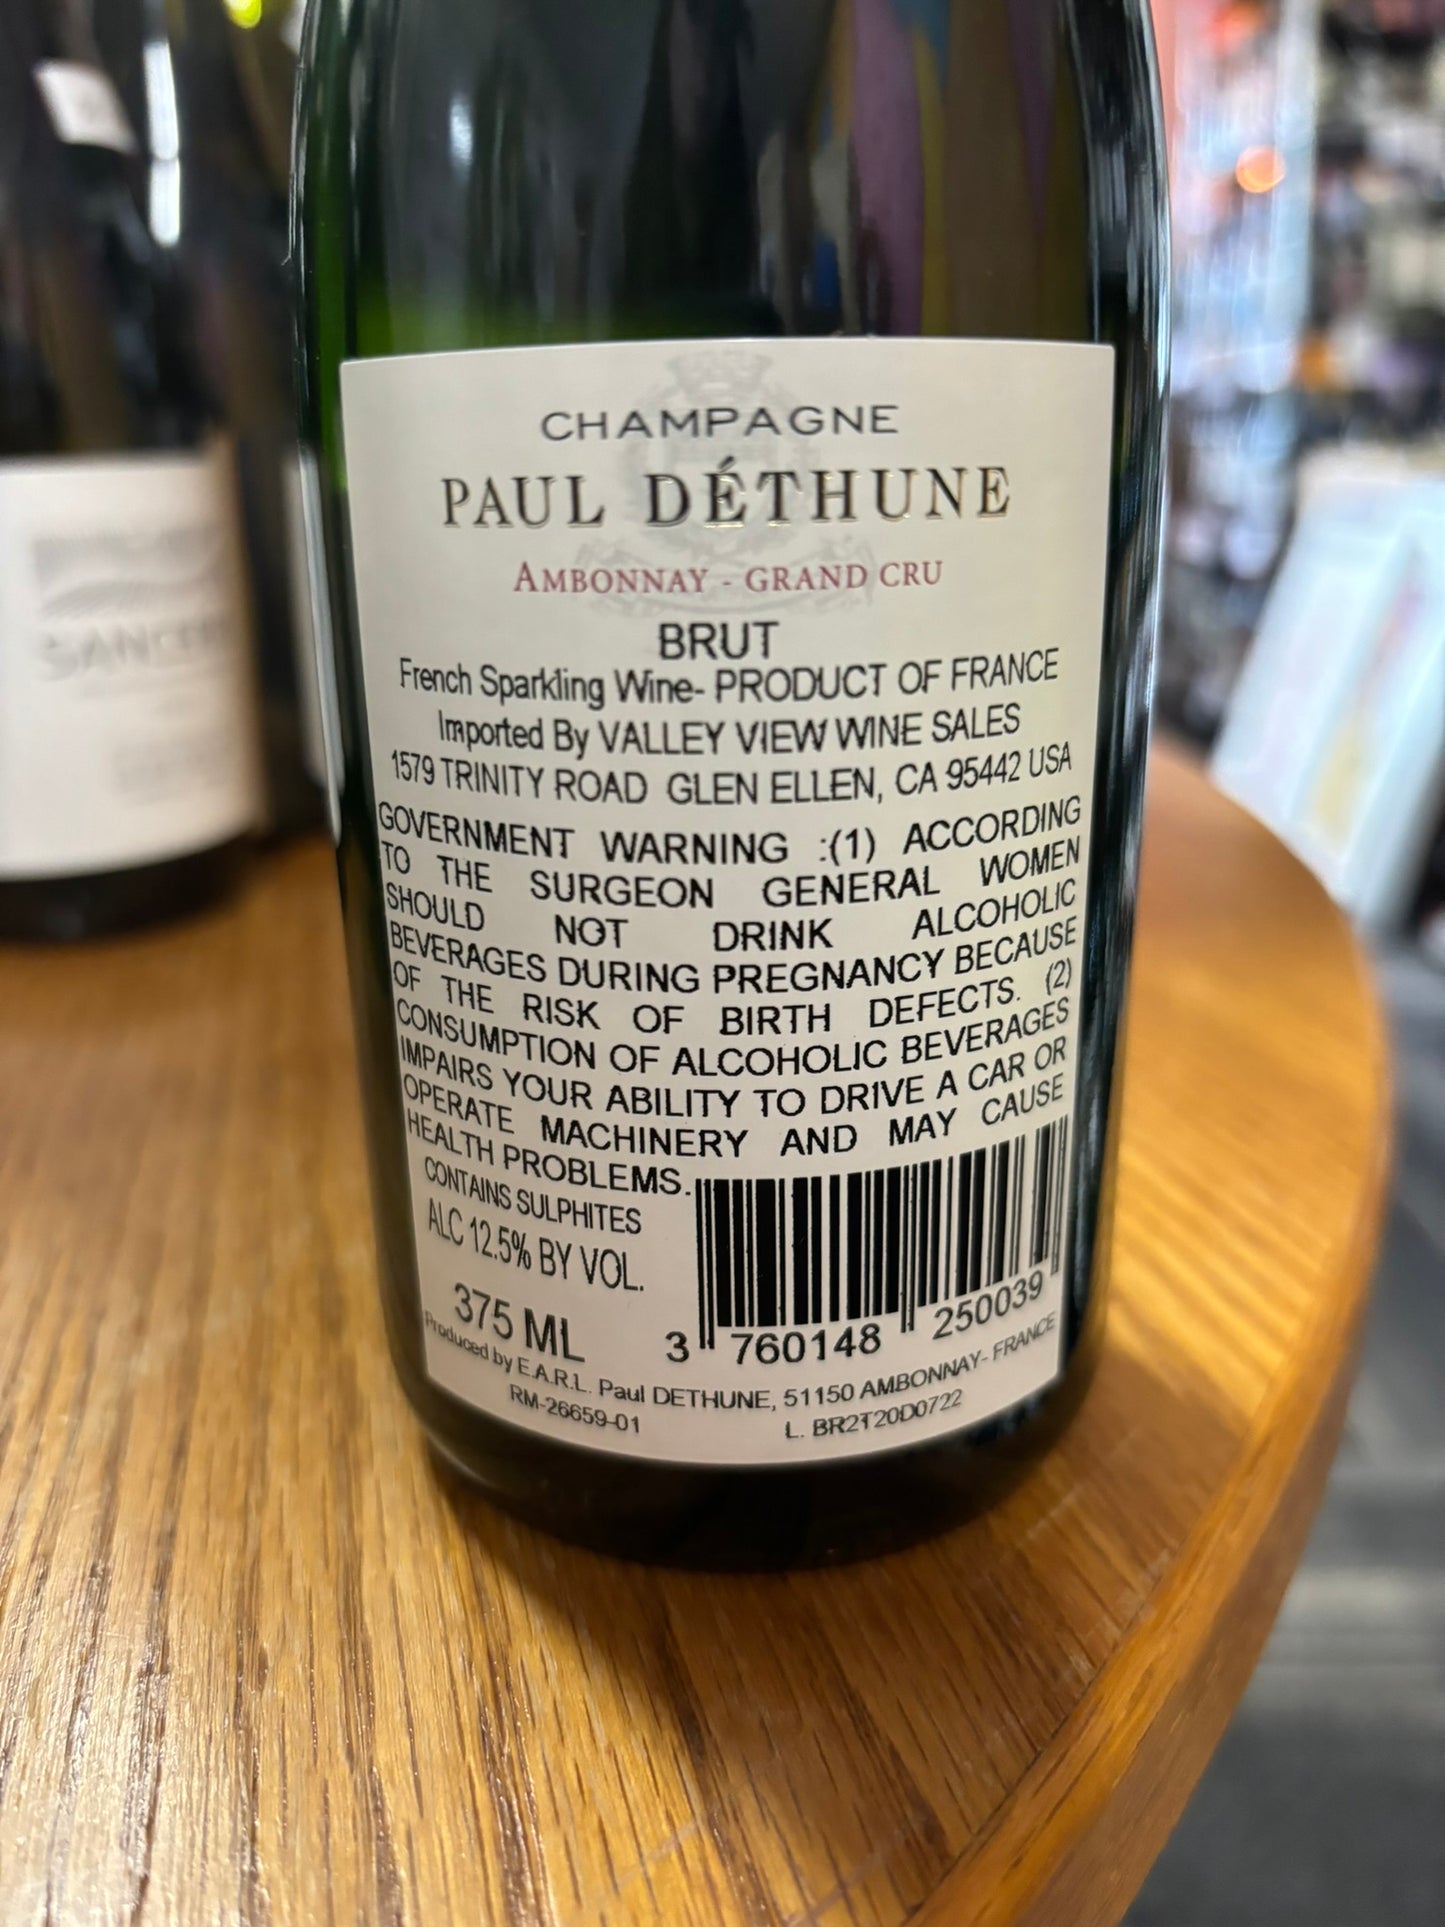 CHAMPAGNE
PAUL DÉTHUNE
AMBONNAY - GRAND CRU
BRUT
French Sparkling Wine- PRODUCT OF FRANCE
Imported By VALLEY VIEW WINE SALES
1579 TRINITY ROAD GLEN ELLEN, CA 95442 USA
GOVERNMENT WARNING :(1) ACCORDING
TO THE SURGEON GENERAL WOMEN
SHOULD NOT DRINK ALCOHOLIC
BEVERAGES DURING PREGNANCY BECAUSE
OF THE RISK OF BIRTH DEFECTS. (2)
CONSUMPTION OF ALCOHOLIC BEVERAGES
IMPAIRS YOUR ABILITY TO DRIVE A CAR OR
OPERATE MACHINERY AND MAY CAUSE
HEALTH PROBLEMS.
CONTAINS SULPHITES
ALC 12.5% BY VOL.
375 ML
3 760148 250039
Produced by E.A.R.L. Paul DETHUNE, 51150 AMBONNAY- FRANCE
RM-26659-01
L. BR2T20D0722